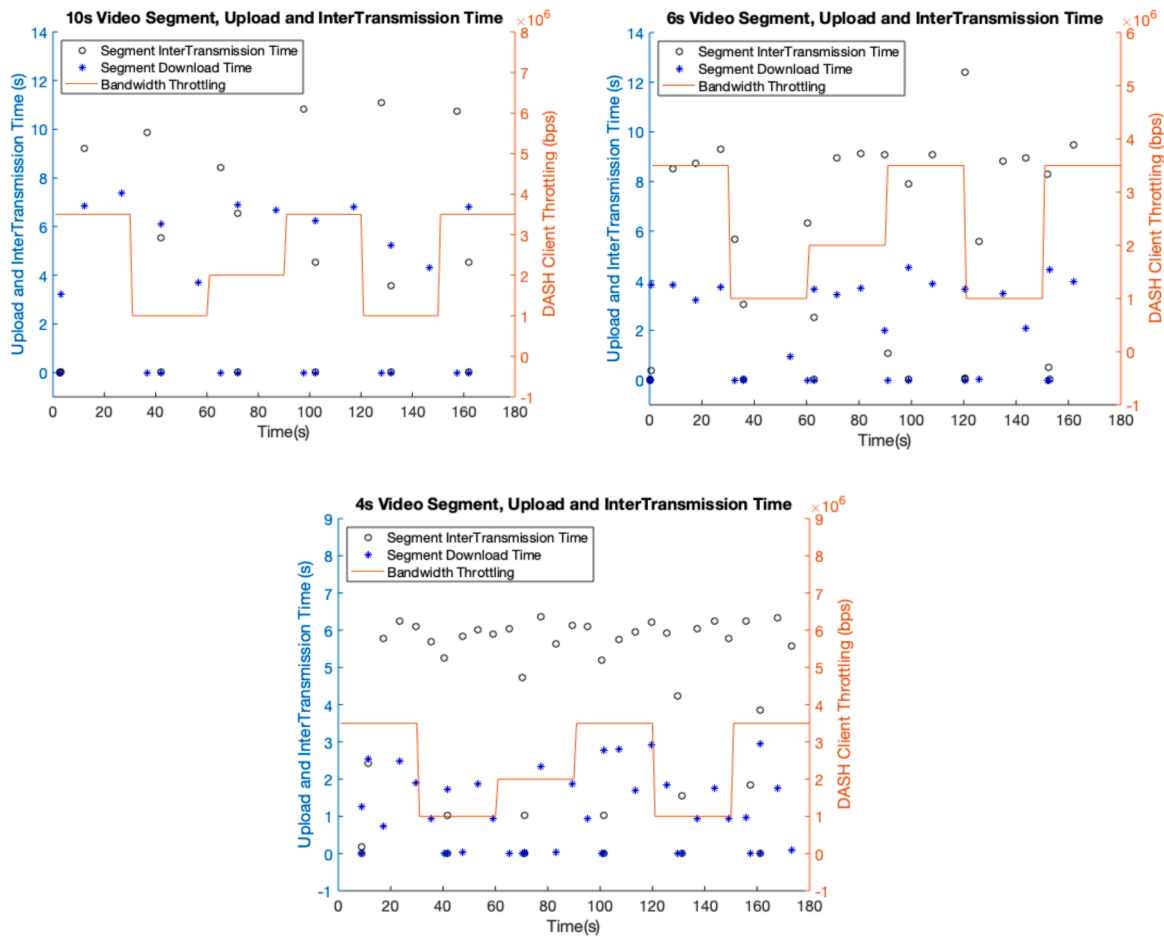 10s Video Segment, Upload and InterTransmission Time
×10⁶
Segment InterTransmission Time
Segment Download Time
Bandwidth Throttling
Upload and InterTransmission Time (s)
14
12
10
8
6
4
2
0
DASH Client Throttling (bps)
8
7
6
5
4
3
2
1
0
-1
0 20 40 60 80 100 120 140 160 180
Time(s)
6s Video Segment, Upload and InterTransmission Time
×10⁶
Segment InterTransmission Time
Segment Download Time
Bandwidth Throttling
Upload and InterTransmission Time (s)
14
12
10
8
6
4
2
0
DASH Client Throttling (bps)
6
5
4
3
2
1
0
-1
0 20 40 60 80 100 120 140 160 180
Time(s)
4s Video Segment, Upload and InterTransmission Time
×10⁶
Segment InterTransmission Time
Segment Download Time
Bandwidth Throttling
Upload and InterTransmission Time (s)
9
8
7
6
5
4
3
2
1
0
-1
DASH Client Throttling (bps)
9
8
7
6
5
4
3
2
1
0
-1
0 20 40 60 80 100 120 140 160 180
Time(s)